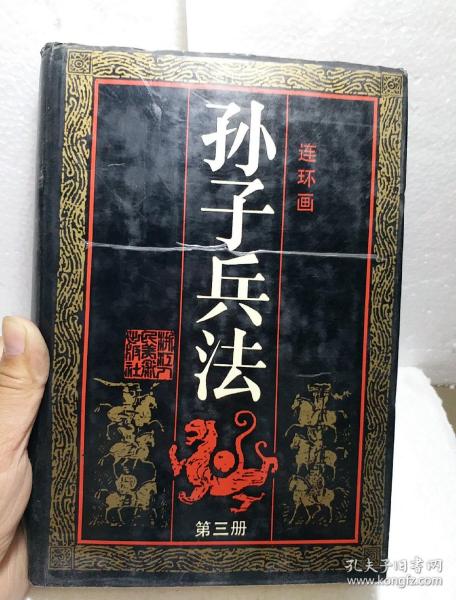 孙子兵法
连环画
浙江人
民美术
出版社
第三册
孔夫子旧书网
www.kongfz.com